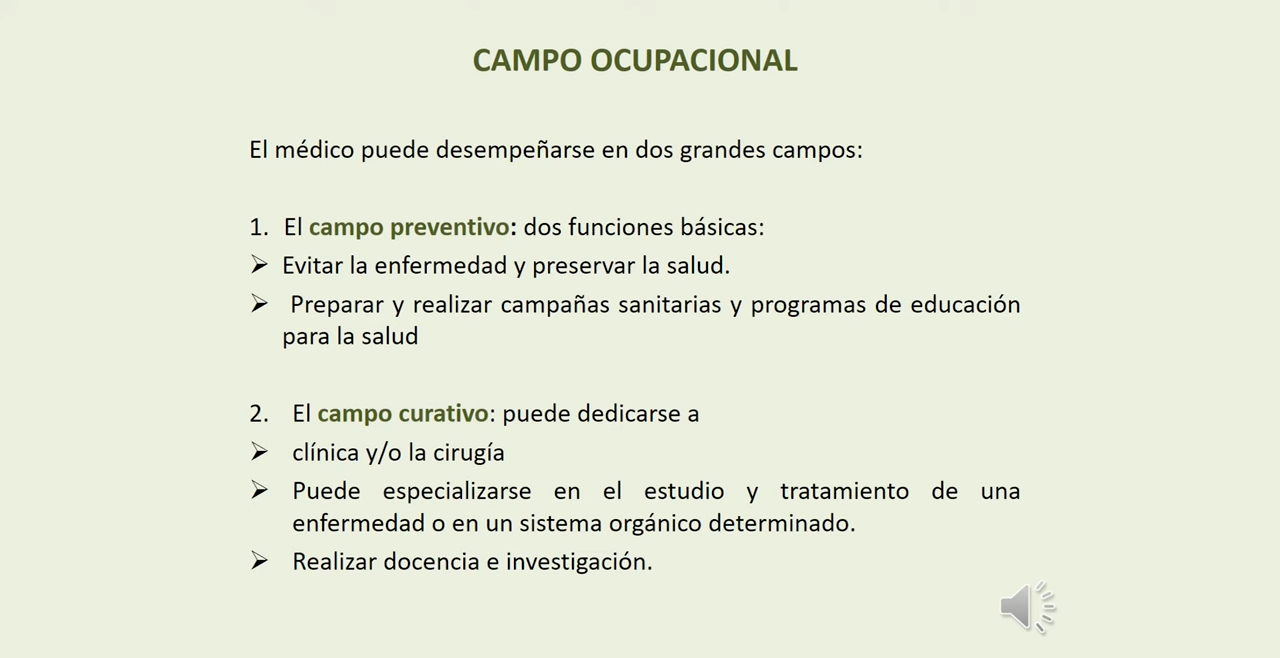 CAMPO OCUPACIONAL
El médico puede desempeñarse en dos grandes campos:
1. El campo preventivo: dos funciones básicas:
➢ Evitar la enfermedad y preservar la salud.
➢ Preparar y realizar campañas sanitarias y programas de educación
para la salud
2. El campo curativo: puede dedicarse a
➢ clínica y/o la cirugía
➢ Puede especializarse en el estudio y tratamiento de una
enfermedad o en un sistema orgánico determinado.
➢ Realizar docencia e investigación.